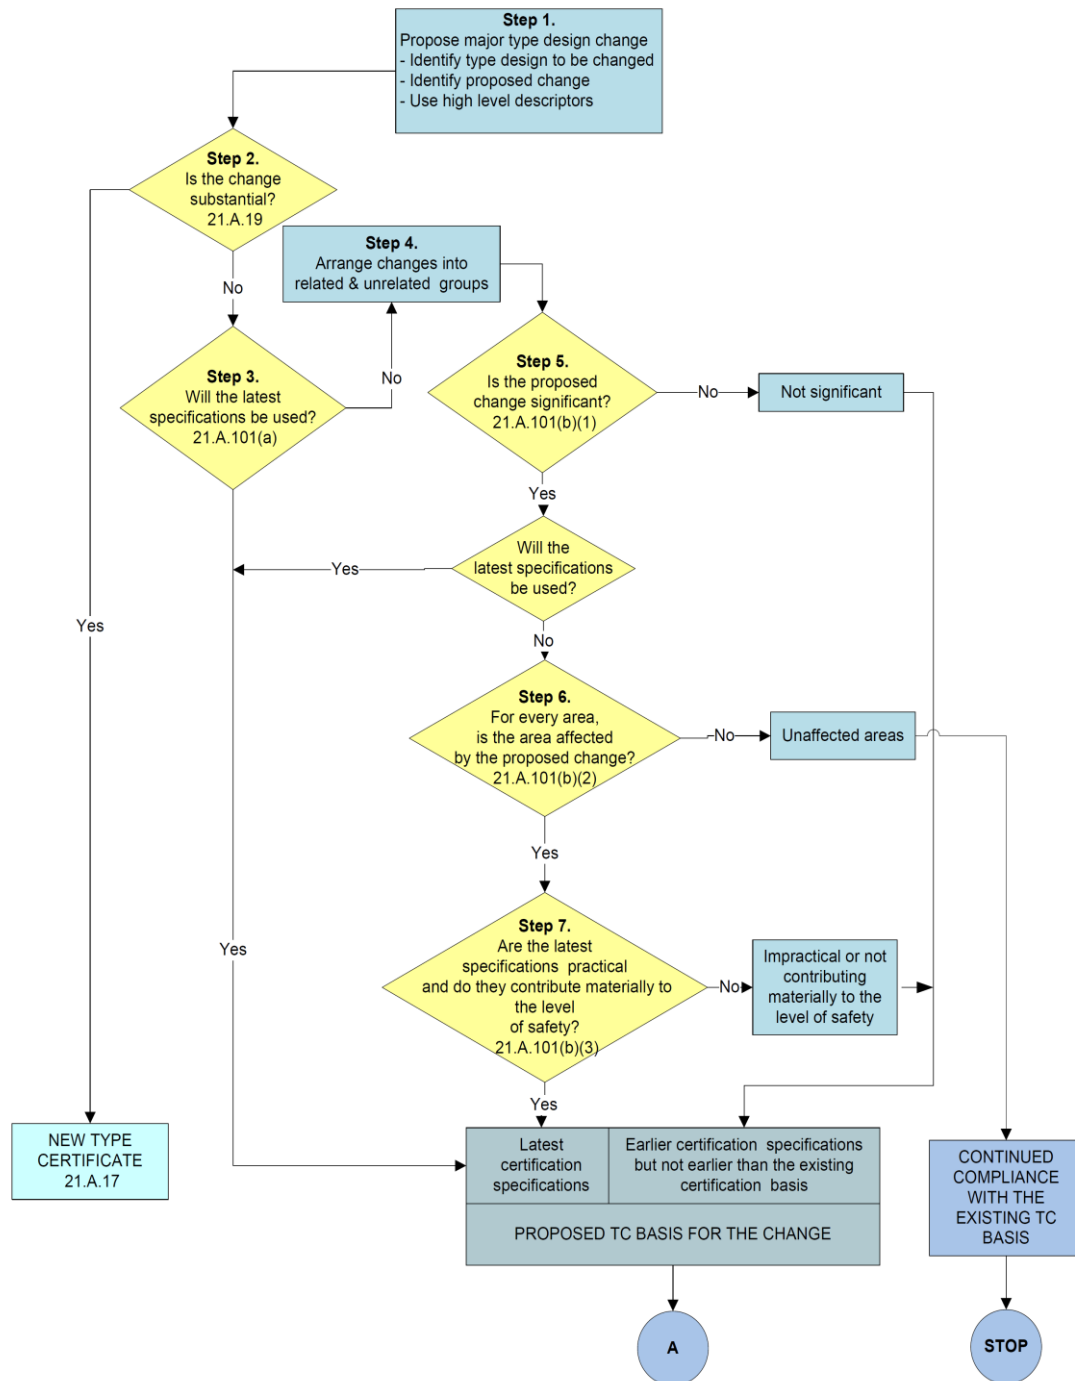 Step 1.
Propose major type design change
- Identify type design to be changed
- Identify proposed change
- Use high level descriptors
Step 2.
Is the change
substantial?
21.A.19
No
Step 4.
Arrange changes into
related & unrelated groups
Step 3.
Will the latest
specifications be used?
21.A.101(a)
No
Step 5.
Is the proposed
change significant?
21.A.101(b)(1)
No
Not significant
Yes
Will the
latest specifications
be used?
Yes
Yes
No
Step 6.
For every area,
is the area affected
by the proposed change?
21.A.101(b)(2)
No
Unaffected areas
Yes
Step 7.
Are the latest
specifications practical
and do they contribute materially to
the level
of safety?
21.A.101(b)(3)
No
Impractical or not
contributing
materially to the
level of safety
Yes
Yes
NEW TYPE
CERTIFICATE
21.A.17
Latest
certification
specifications
Earlier certification specifications
but not earlier than the existing
certification basis
PROPOSED TC BASIS FOR THE CHANGE
CONTINUED
COMPLIANCE
WITH THE
EXISTING TC
BASIS
A
STOP